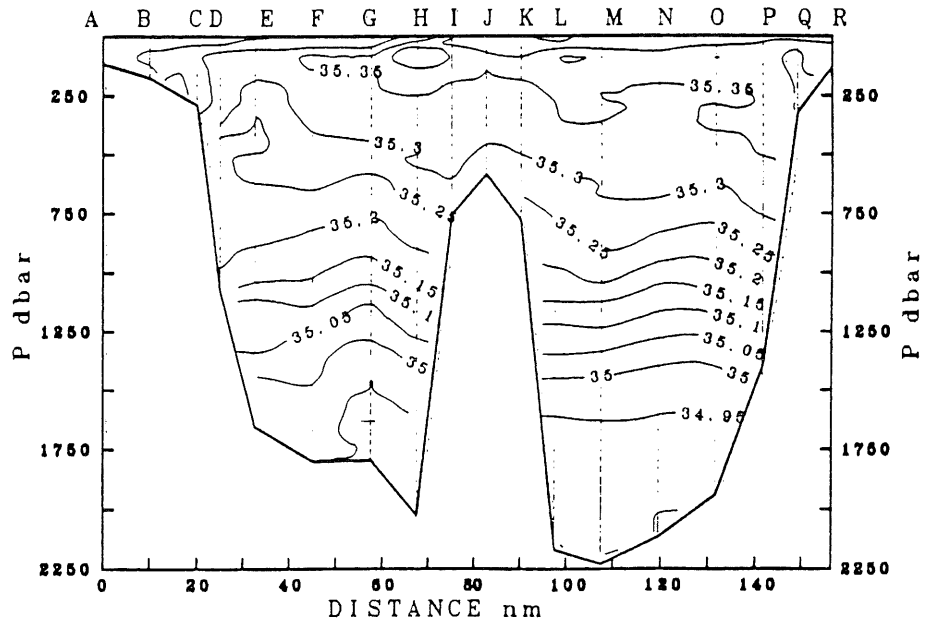 A B C D E F G H I J K L M N O P Q R
35.35 35.35
250 250
35.3 35.3 35.3
750 35.2 35.25 35.25 35.25 750
35.15 35.2
35.15
35.1 35.1
1250 35.05 35.05 1250
35 35 35
34.95
1750 1750
2250 2250
P dbar
P dbar
0 20 40 60 80 100 120 140
DISTANCE nm